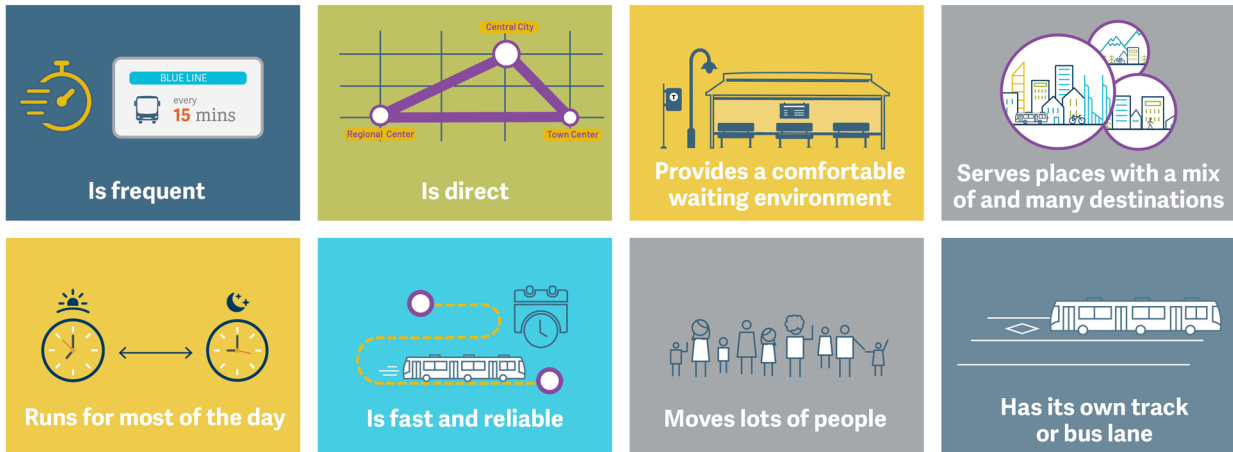 BLUE LINE
every
15 mins
Is frequent
Central City
Regional Center
Town Center
Is direct
T
Provides a comfortable
waiting environment
Serves places with a mix
of and many destinations
Runs for most of the day
Is fast and reliable
Moves lots of people
Has its own track
or bus lane